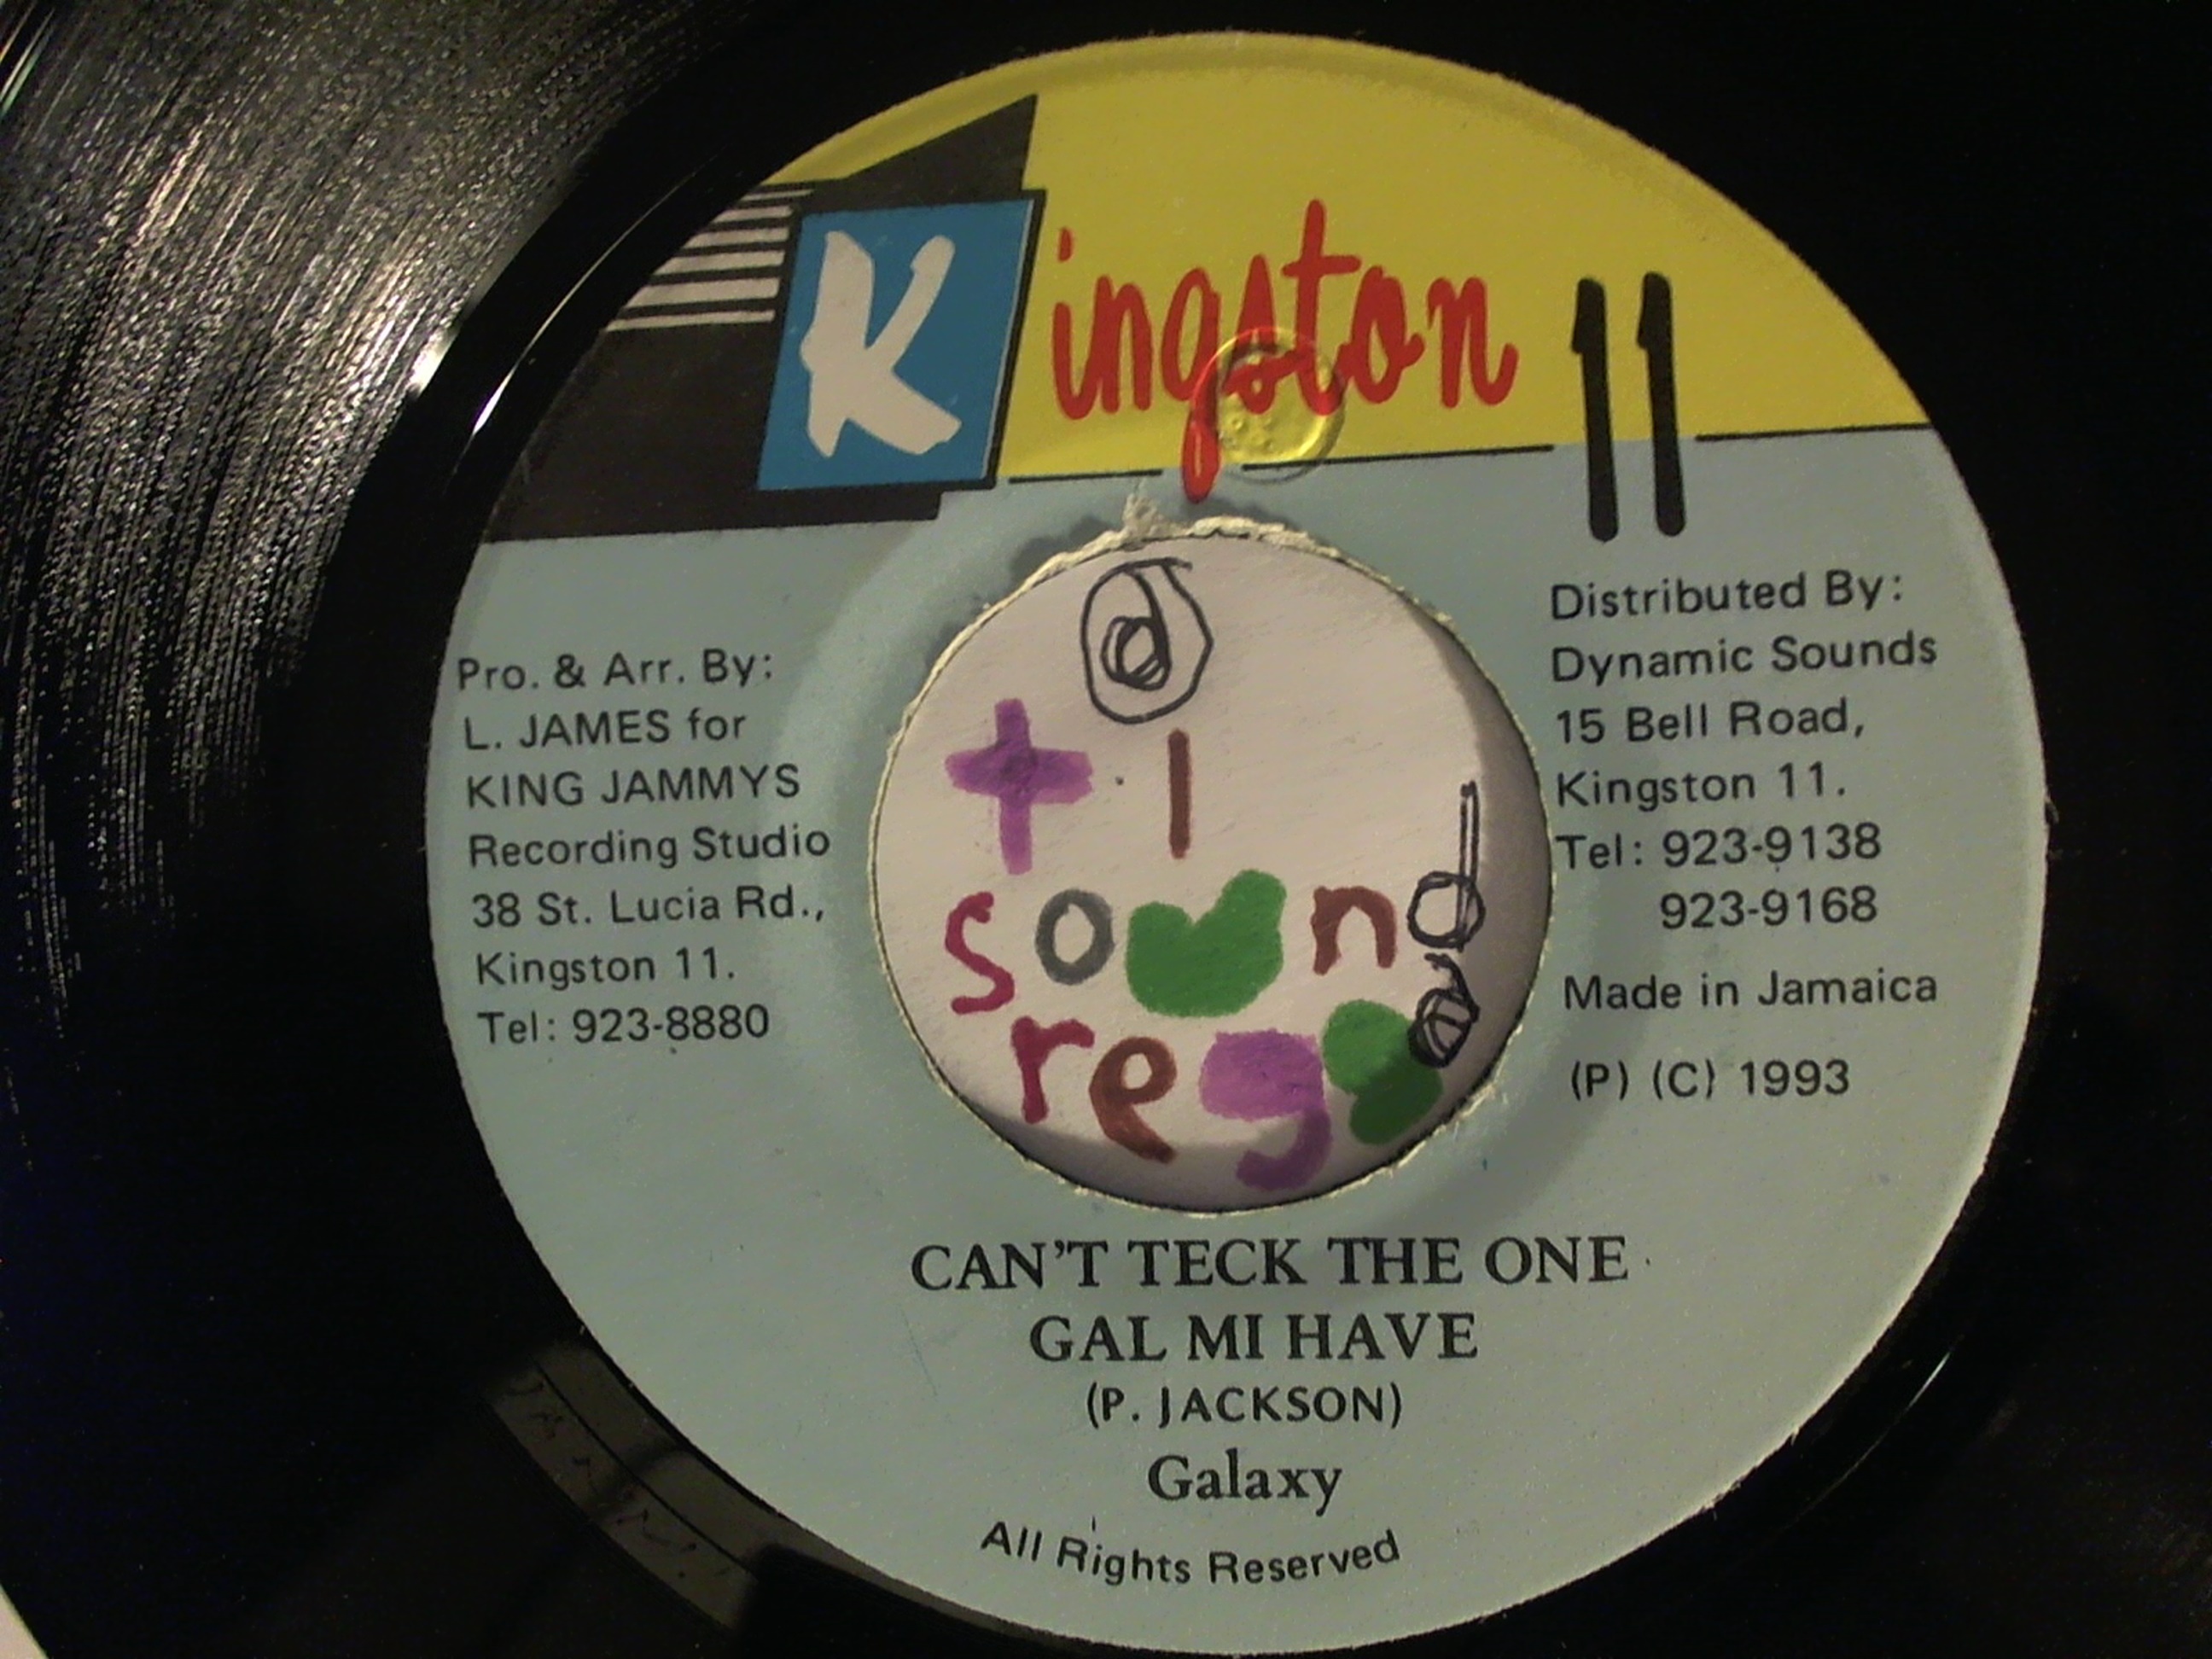 Kingston 11
Pro. & Arr. By:
L. JAMES for
KING JAMMYS
Recording Studio
38 St. Lucia Rd.,
Kingston 11.
Tel: 923-8880
Distributed By:
Dynamic Sounds
15 Bell Road,
Kingston 11.
Tel: 923-9138
923-9168
Made in Jamaica
(P) (C) 1993
sound
CAN'T TECK THE ONE
GAL MI HAVE
(P. JACKSON)
Galaxy
All Rights Reserved